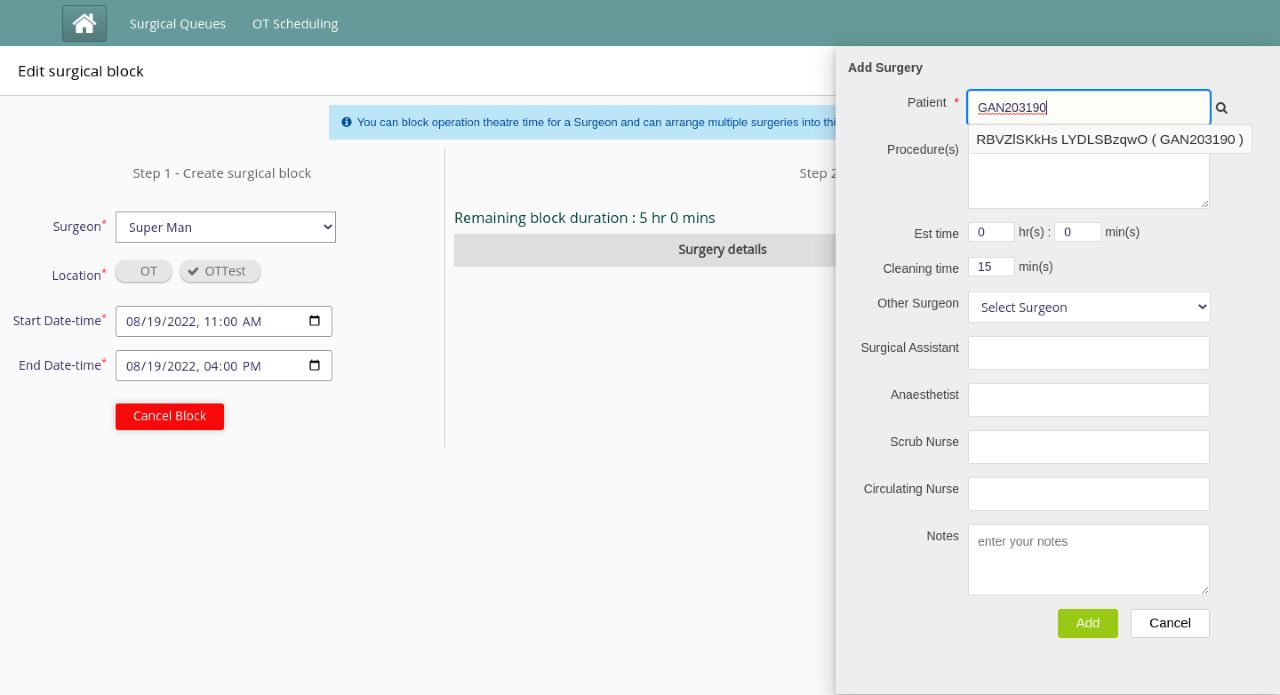 Surgical Queues OT Scheduling
Edit surgical block
You can block operation theatre time for a Surgeon and can arrange multiple surgeries into thi
Step 1 - Create surgical block
Step 2
Surgeon*
Super Man
Location*
OT
OTTest
Start Date-time*
08/19/2022, 11:00 AM
End Date-time*
08/19/2022, 04:00 PM
Cancel Block
Remaining block duration : 5 hr 0 mins
Surgery details
Add Surgery
Patient *
GAN203190
RBVZlSKkHs LYDLSBzqwO ( GAN203190 )
Procedure(s)
Est time
0 hr(s) : 0 min(s)
Cleaning time
15 min(s)
Other Surgeon
Select Surgeon
Surgical Assistant
Anaesthetist
Scrub Nurse
Circulating Nurse
Notes
enter your notes
Add
Cancel